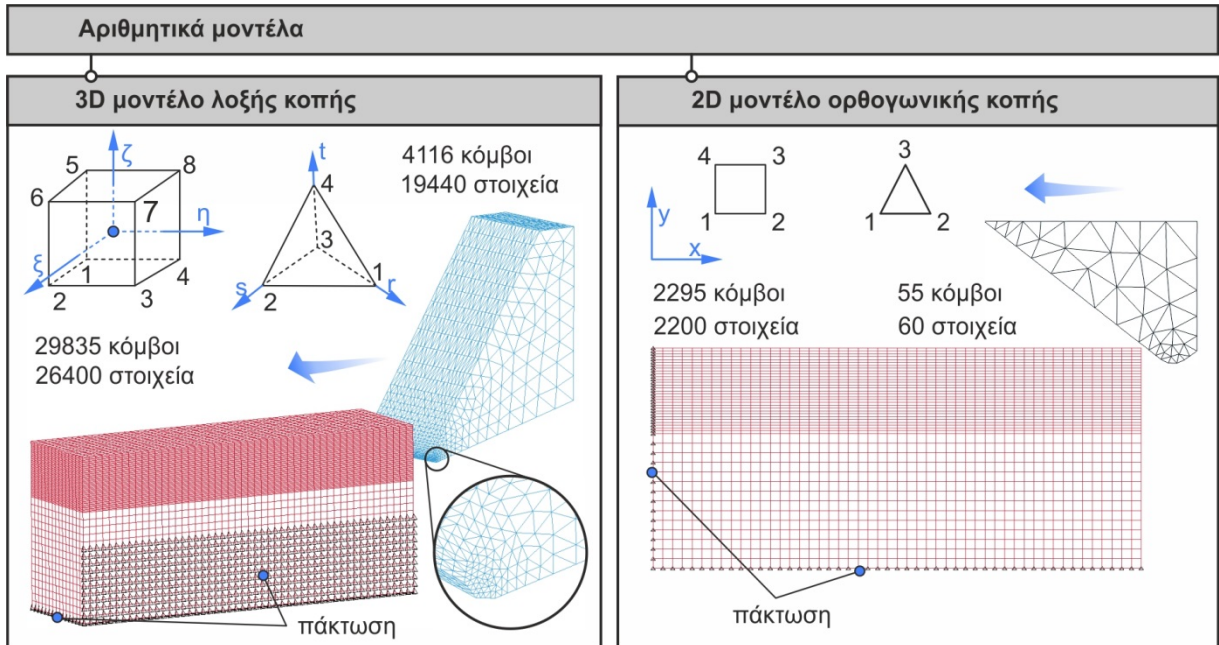 Αριθμητικά μοντέλα
3D μοντέλο λοξής κοπής
ζ
5
8
6
7
η
ξ
1
4
2
3
t
4
3
1
s
2
r
4116 κόμβοι
19440 στοιχεία
29835 κόμβοι
26400 στοιχεία
πάκτωση
2D μοντέλο ορθογωνικής κοπής
4
3
1
2
3
1
2
y
x
2295 κόμβοι
2200 στοιχεία
55 κόμβοι
60 στοιχεία
πάκτωση